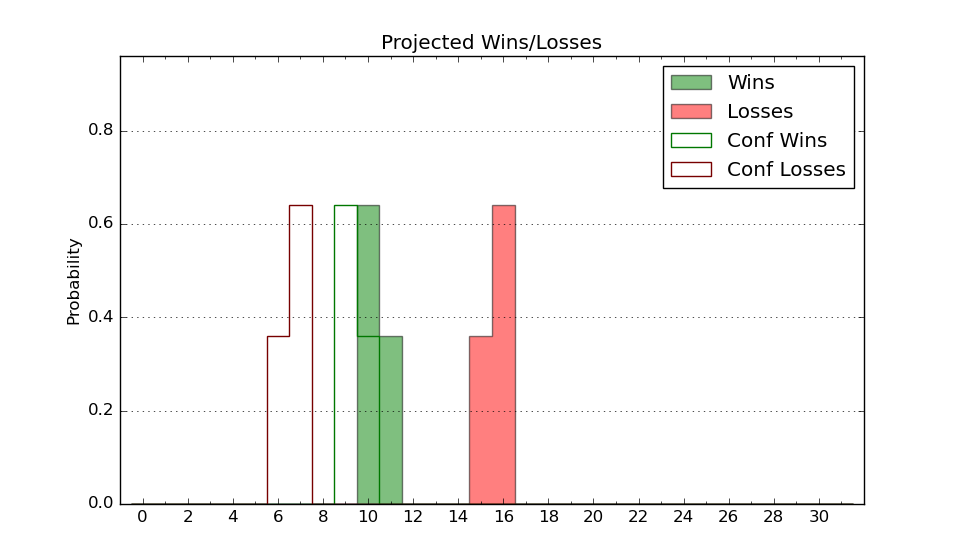 Projected Wins/Losses
Wins
Losses
Conf Wins
Conf Losses
Probability
0.8
0.6
0.4
0.2
0.0
0 2 4 6 8 10 12 14 16 18 20 22 24 26 28 30